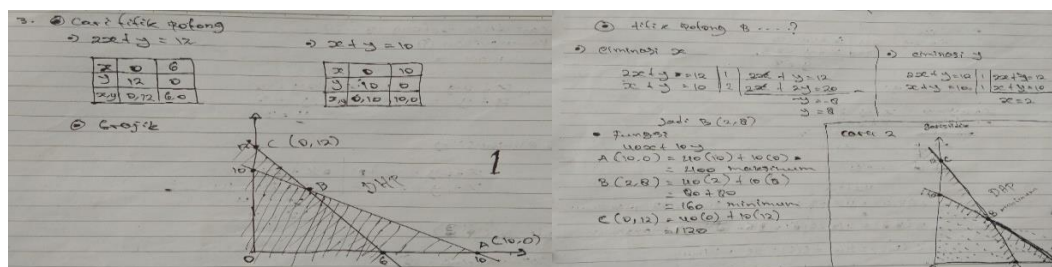 3. Cari titik potong
⇒ 2x + y = 12
⇒ x + y = 10
x 0 6
y 12 0
x,y 0,12 6,0
x 0 10
y 10 0
x,y 0,10 10,0
Grafik
12 C (0,12)
10
B
DHP
A (10,0)
0 6 10
1
titik potong B ....?
⇒ eliminasi x
2x + y = 12 | 1 | 2x + y = 12
x + y = 10 | 2 | 2x + 2y = 20
-y = -8
y = 8
Jadi B (2,8)
⇒ eminasi y
2x + y = 12 | 1 | 2x + y = 12
x + y = 10 | 1 | x + y = 10
x = 2
• Fungsi
40x + 10y
A (10,0) = 40 (10) + 10 (0)
= 400 maksimum
B (2,8) = 40 (2) + 10 (8)
= 80 + 80
= 160 minimum
C (0,12) = 40 (0) + 10 (12)
= 120
cara 2
C
B
DHP
minimum